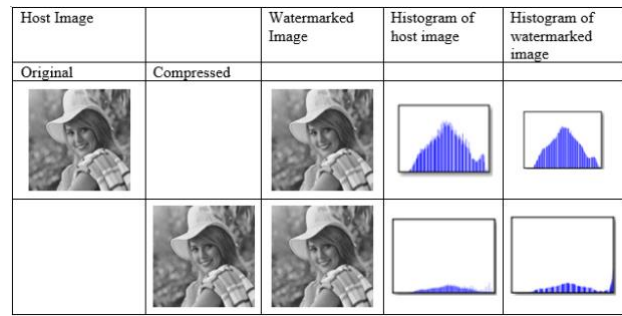 Host Image
Watermarked
Image
Histogram of
host image
Histogram of
watermarked
image
Original
Compressed